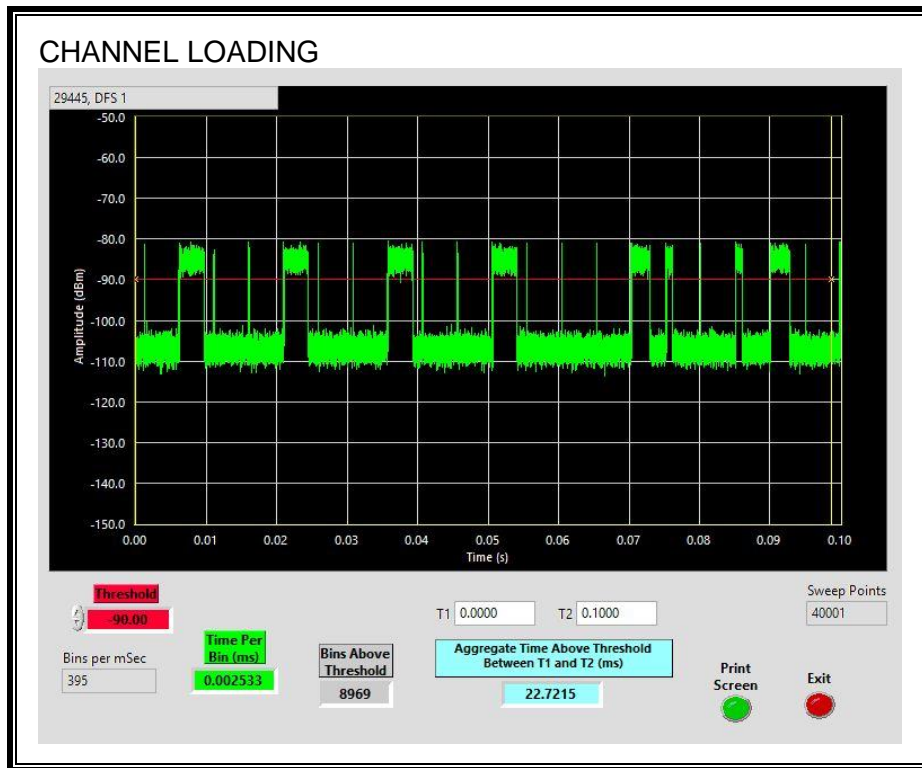 CHANNEL LOADING
29445, DFS 1
-50.0
-60.0
-70.0
-80.0
-90.0
-100.0
-110.0
-120.0
-130.0
-140.0
-150.0
Amplitude (dBm)
0.00 0.01 0.02 0.03 0.04 0.05 0.06 0.07 0.08 0.09 0.10
Time (s)
Threshold
-90.00
Bins per mSec
395
Time Per
Bin (ms)
0.002533
Bins Above
Threshold
8969
T1 0.0000 T2 0.1000
Aggregate Time Above Threshold
Between T1 and T2 (ms)
22.7215
Sweep Points
40001
Print
Screen
Exit